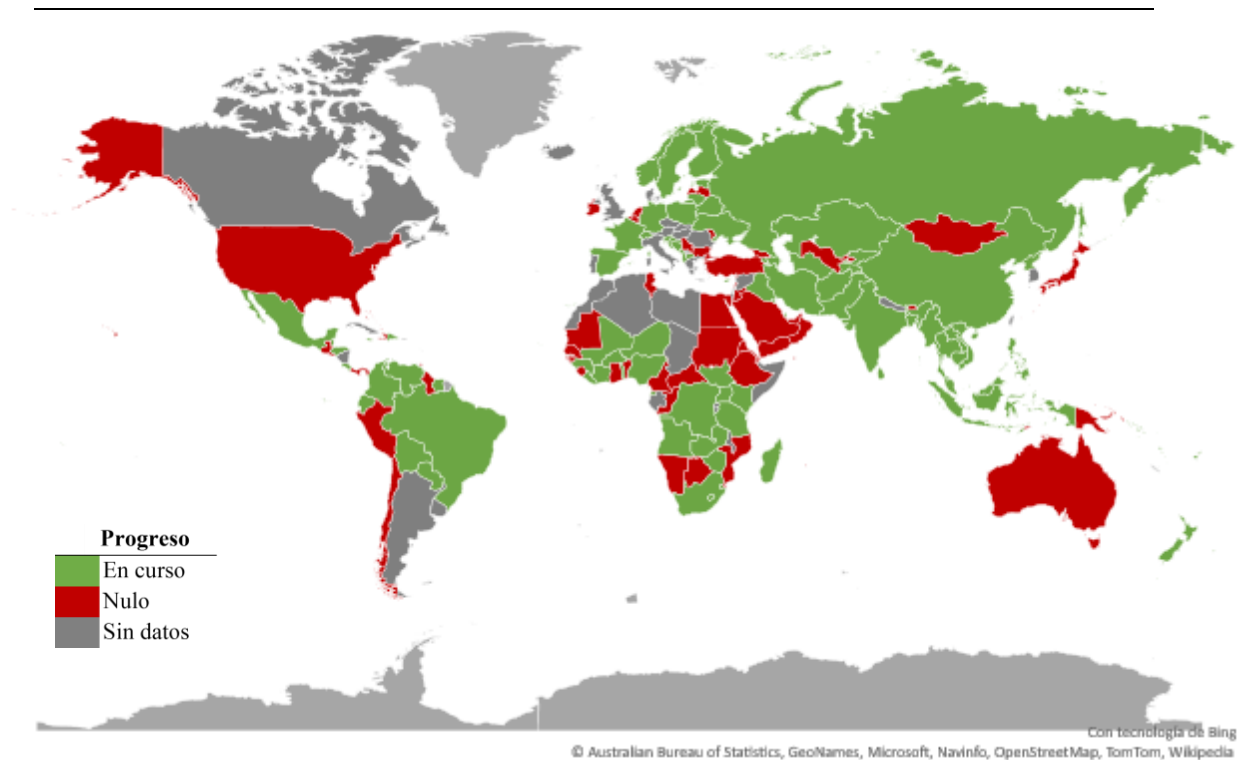 Progreso
En curso
Nulo
Sin datos
Con tecnología de Bing
© Australian Bureau of Statistics, GeoNames, Microsoft, Navinfo, OpenStreetMap, TomTom, Wikipedia